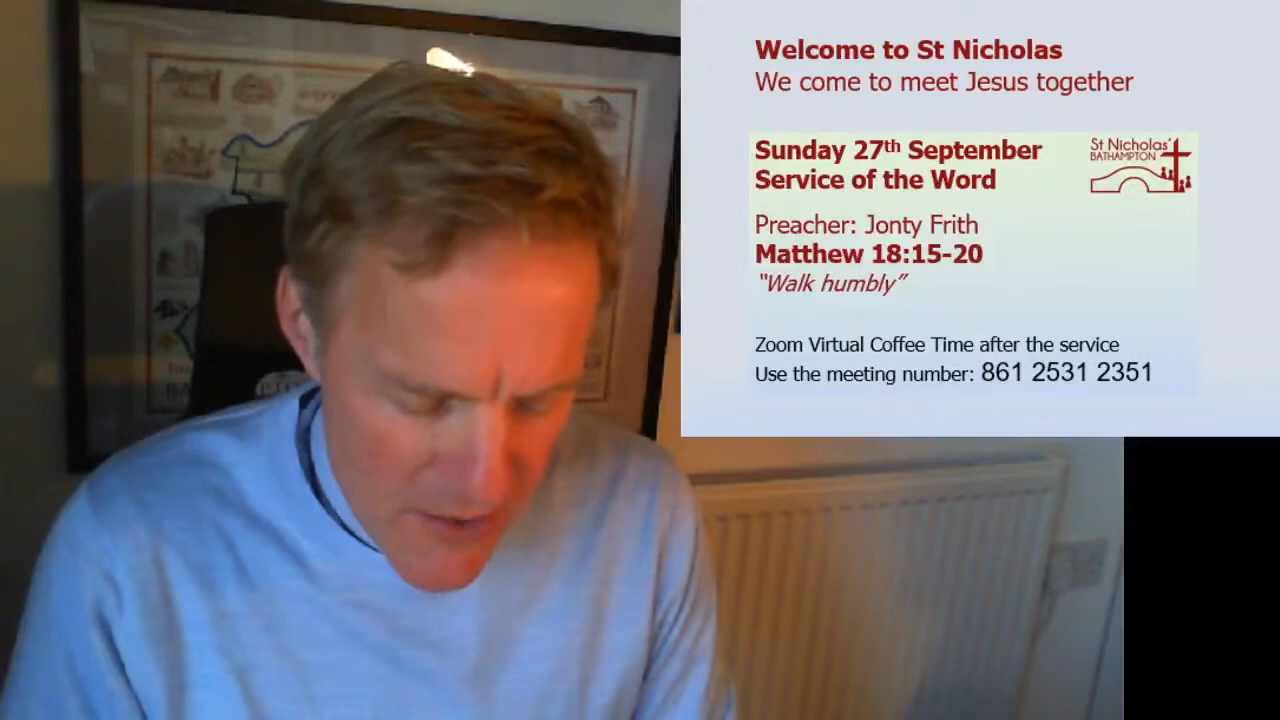 Welcome to St Nicholas
We come to meet Jesus together
Sunday 27th September
Service of the Word
St Nicholas'
BATHAMPTON
Preacher: Jonty Frith
Matthew 18:15-20
“Walk humbly”
Zoom Virtual Coffee Time after the service
Use the meeting number: 861 2531 2351